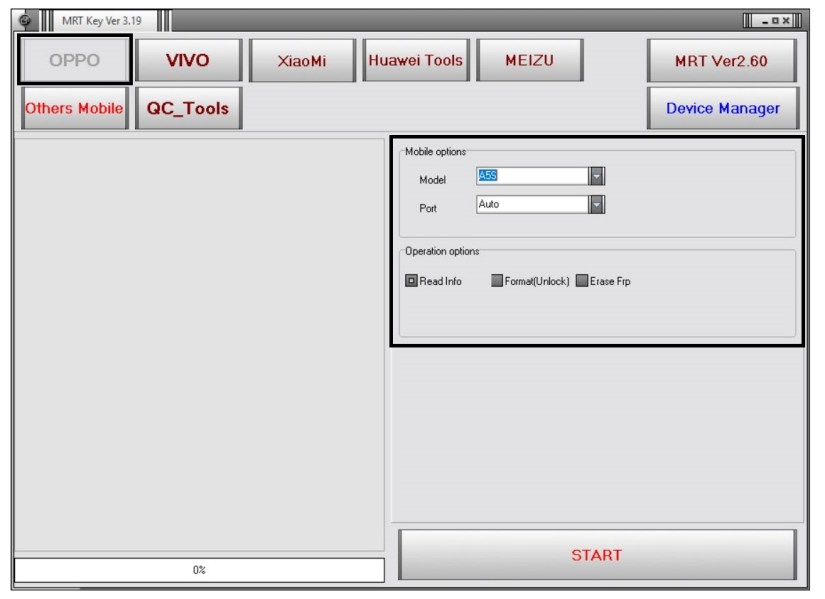 MRT Key Ver 3.19
OPPO VIVO XiaoMi Huawei Tools MEIZU MRT Ver2.60
Others Mobile QC_Tools Device Manager
Mobile options
Model A5S
Port Auto
Operation options
Read Info Format(Unlock) Erase Frp
START
0%